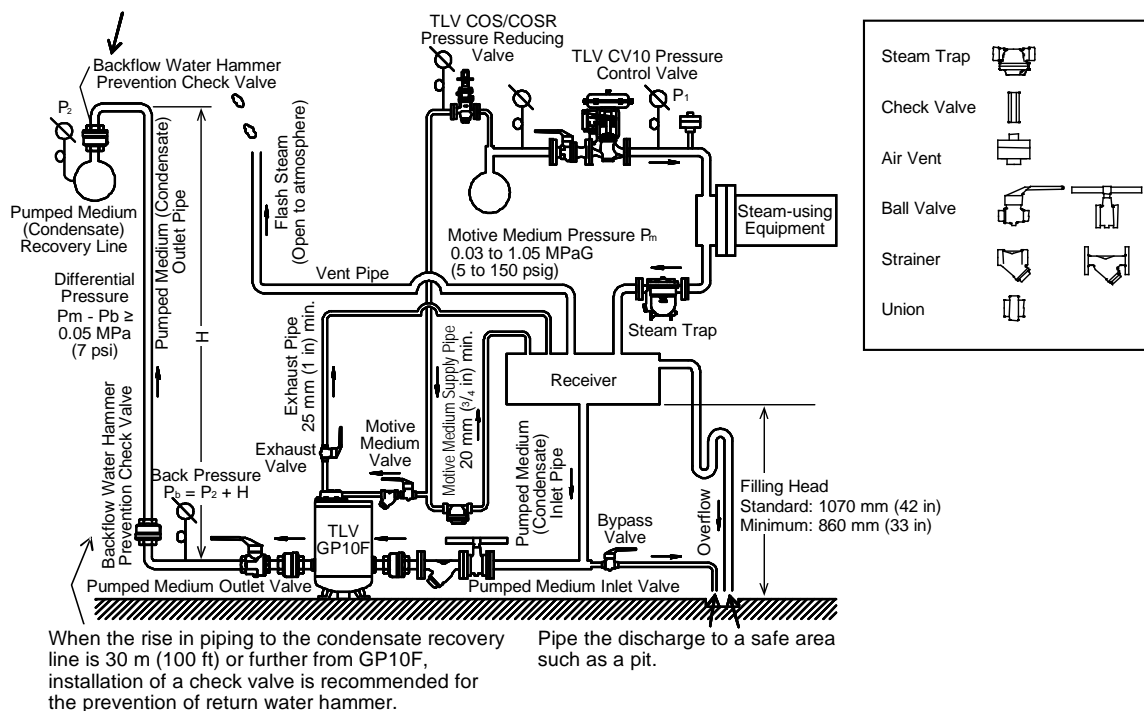 TLV COS/COSR
Pressure Reducing
Valve
Backflow Water Hammer
Prevention Check Valve
TLV CV10 Pressure
Control Valve
P2
P1
Pumped Medium
(Condensate)
Recovery Line
Pumped Medium (Condensate)
Outlet Pipe
H
Flash Steam
(Open to atmosphere)
Steam-using
Equipment
Motive Medium Pressure Pm
0.03 to 1.05 MPaG
(5 to 150 psig)
Vent Pipe
Differential
Pressure
Pm - Pb ≥
0.05 MPa
(7 psi)
Steam Trap
Exhaust Pipe
25 mm (1 in) min.
Motive Medium Supply Pipe
20 mm (3/4 in) min.
Receiver
Exhaust
Valve
Motive
Medium
Valve
Pumped Medium
(Condensate)
Inlet Pipe
Backflow Water Hammer
Prevention Check Valve
Back Pressure
Pb = P2 + H
Filling Head
Standard: 1070 mm (42 in)
Minimum: 860 mm (33 in)
Overflow
Bypass
Valve
TLV
GP10F
Pumped Medium Outlet Valve
Pumped Medium Inlet Valve
When the rise in piping to the condensate recovery
line is 30 m (100 ft) or further from GP10F,
installation of a check valve is recommended for
the prevention of return water hammer.
Pipe the discharge to a safe area
such as a pit.
Steam Trap
Check Valve
Air Vent
Ball Valve
Strainer
Union